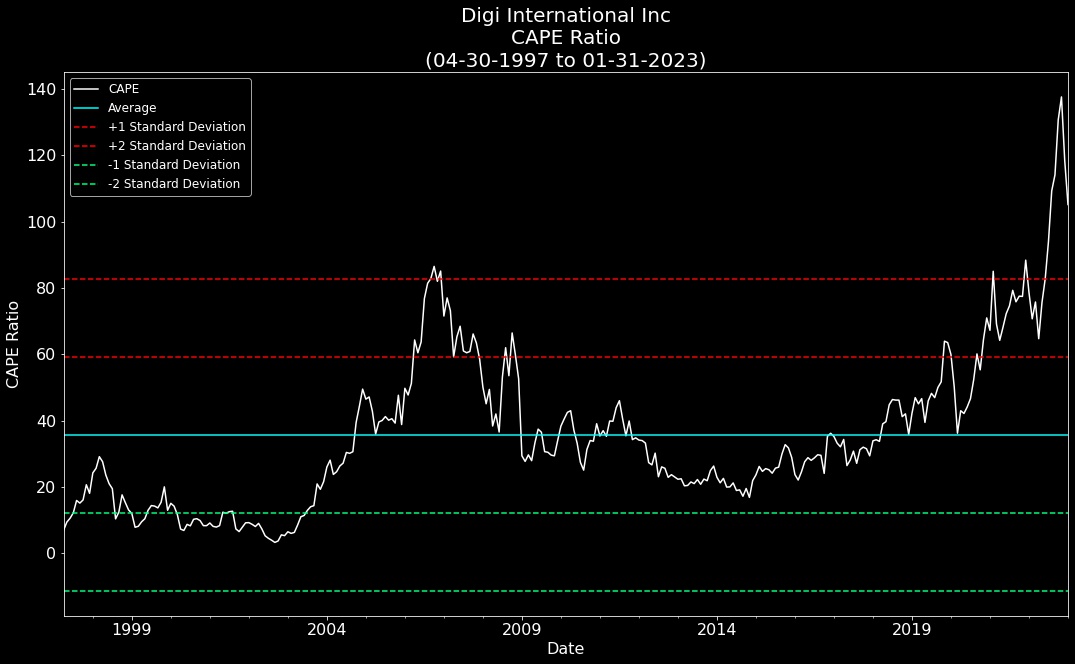 Digi International Inc
CAPE Ratio
(04-30-1997 to 01-31-2023)
CAPE
Average
+1 Standard Deviation
+2 Standard Deviation
-1 Standard Deviation
-2 Standard Deviation
CAPE Ratio
140
120
100
80
60
40
20
0
1999 2004 2009 2014 2019
Date